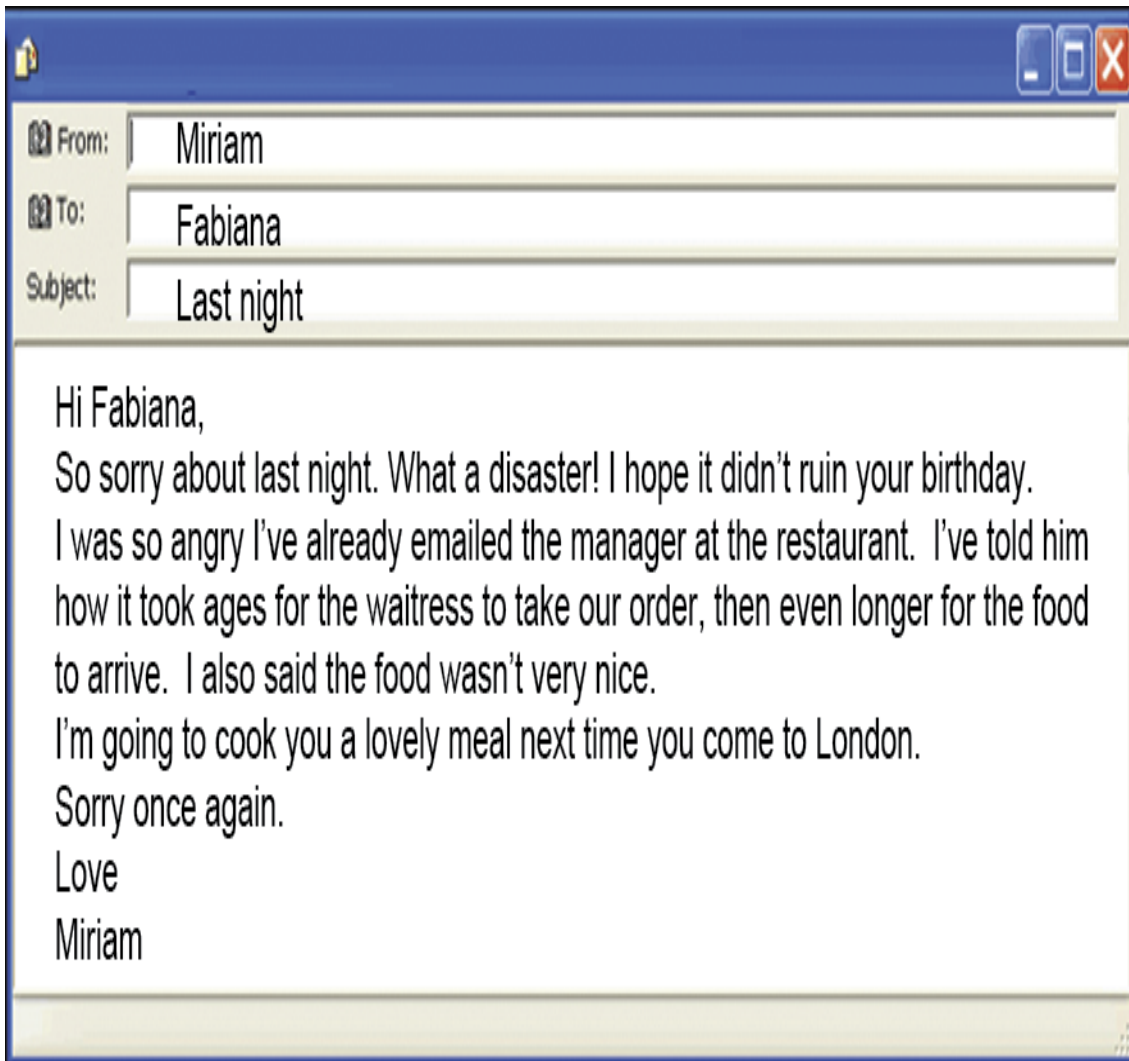 From: Miriam
To: Fabiana
Subject: Last night
Hi Fabiana,
So sorry about last night. What a disaster! I hope it didn’t ruin your birthday.
I was so angry I’ve already emailed the manager at the restaurant.  I’ve told him
how it took ages for the waitress to take our order, then even longer for the food
to arrive.  I also said the food wasn’t very nice.
I’m going to cook you a lovely meal next time you come to London.
Sorry once again.
Love
Miriam